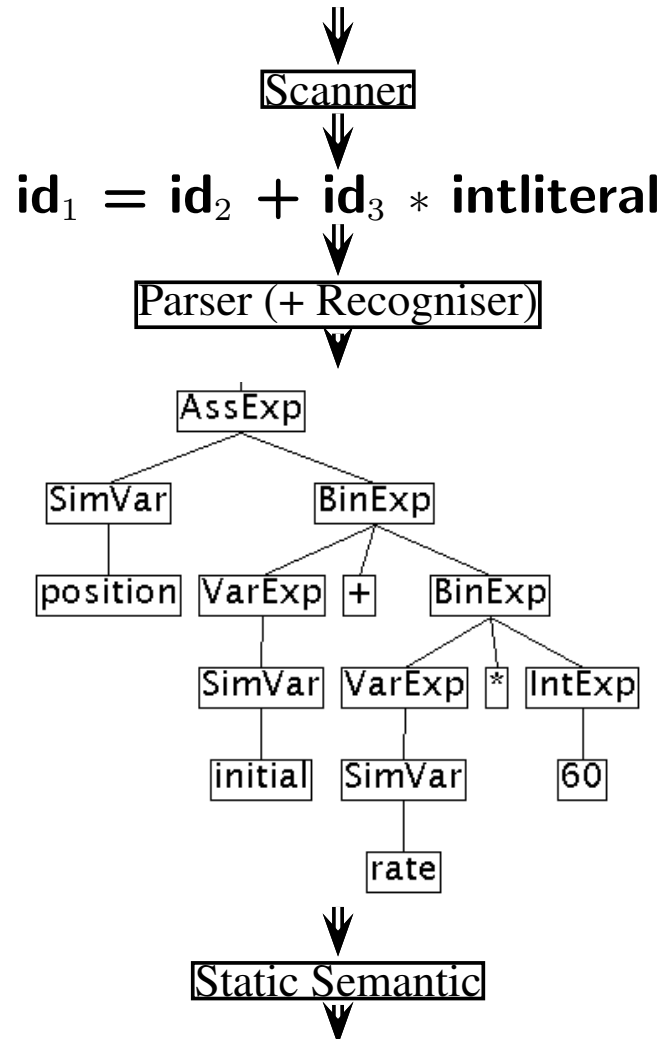 Scanner
id₁ = id₂ + id₃ * intliteral
Parser (+ Recogniser)
AssExp
SimVar BinExp
position VarExp + BinExp
SimVar VarExp * IntExp
initial SimVar 60
rate
Static Semantic